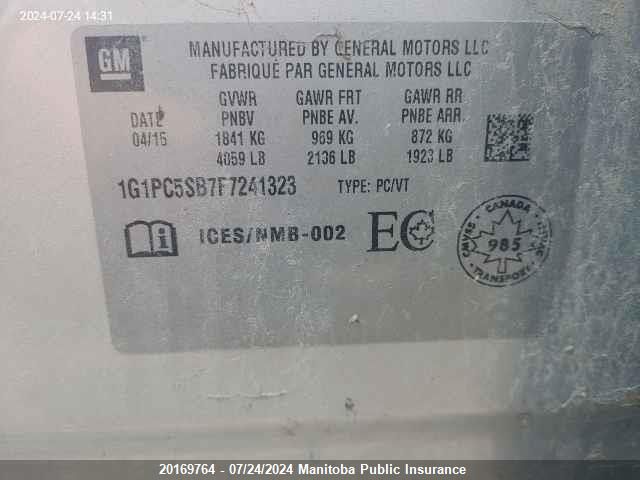 2024-07-24 14:31
GM
MANUFACTURED BY GENERAL MOTORS LLC
FABRIQUÉ PAR GENERAL MOTORS LLC
GVWR GAWR FRT GAWR RR
DATE PNBV PNBE AV. PNBE ARR.
04/15 1841 KG 969 KG 872 KG
4059 LB 2136 LB 1923 LB
1G1PC5SB7F7241323 TYPE: PC/VT
ICES/NMB-002 EC
CANADA
985
TRANSPORT
20169764 - 07/24/2024 Manitoba Public Insurance